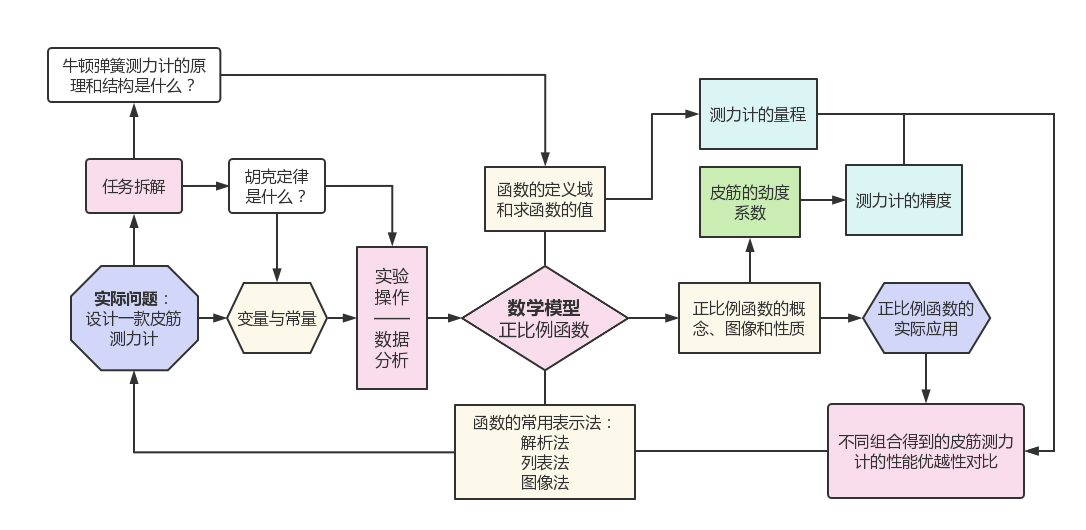 牛顿弹簧测力计的原
理和结构是什么？
任务拆解
胡克定律
是什么？
实际问题：
设计一款皮筋
测力计
变量与常量
实验
操作
数据
分析
函数的定义域
和求函数的值
数学模型
正比例函数
函数的常用表示法：
解析法
列表法
图像法
测力计的量程
皮筋的劲度
系数
测力计的精度
正比例函数的概
念、图像和性质
正比例函数的
实际应用
不同组合得到的皮筋测力
计的性能优越性对比